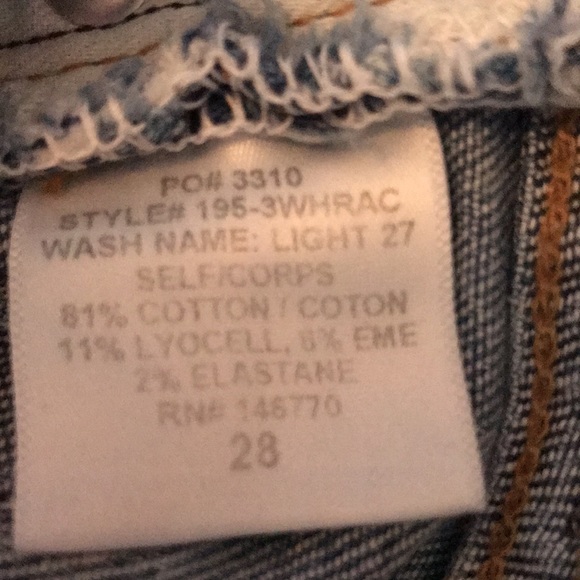 PO# 3310
STYLE# 195-3WHRAC
WASH NAME: LIGHT 27
SELF/CORPS
81% COTTON / COTON
11% LYOCELL, 6% EME
2% ELASTANE
RN# 146770
28